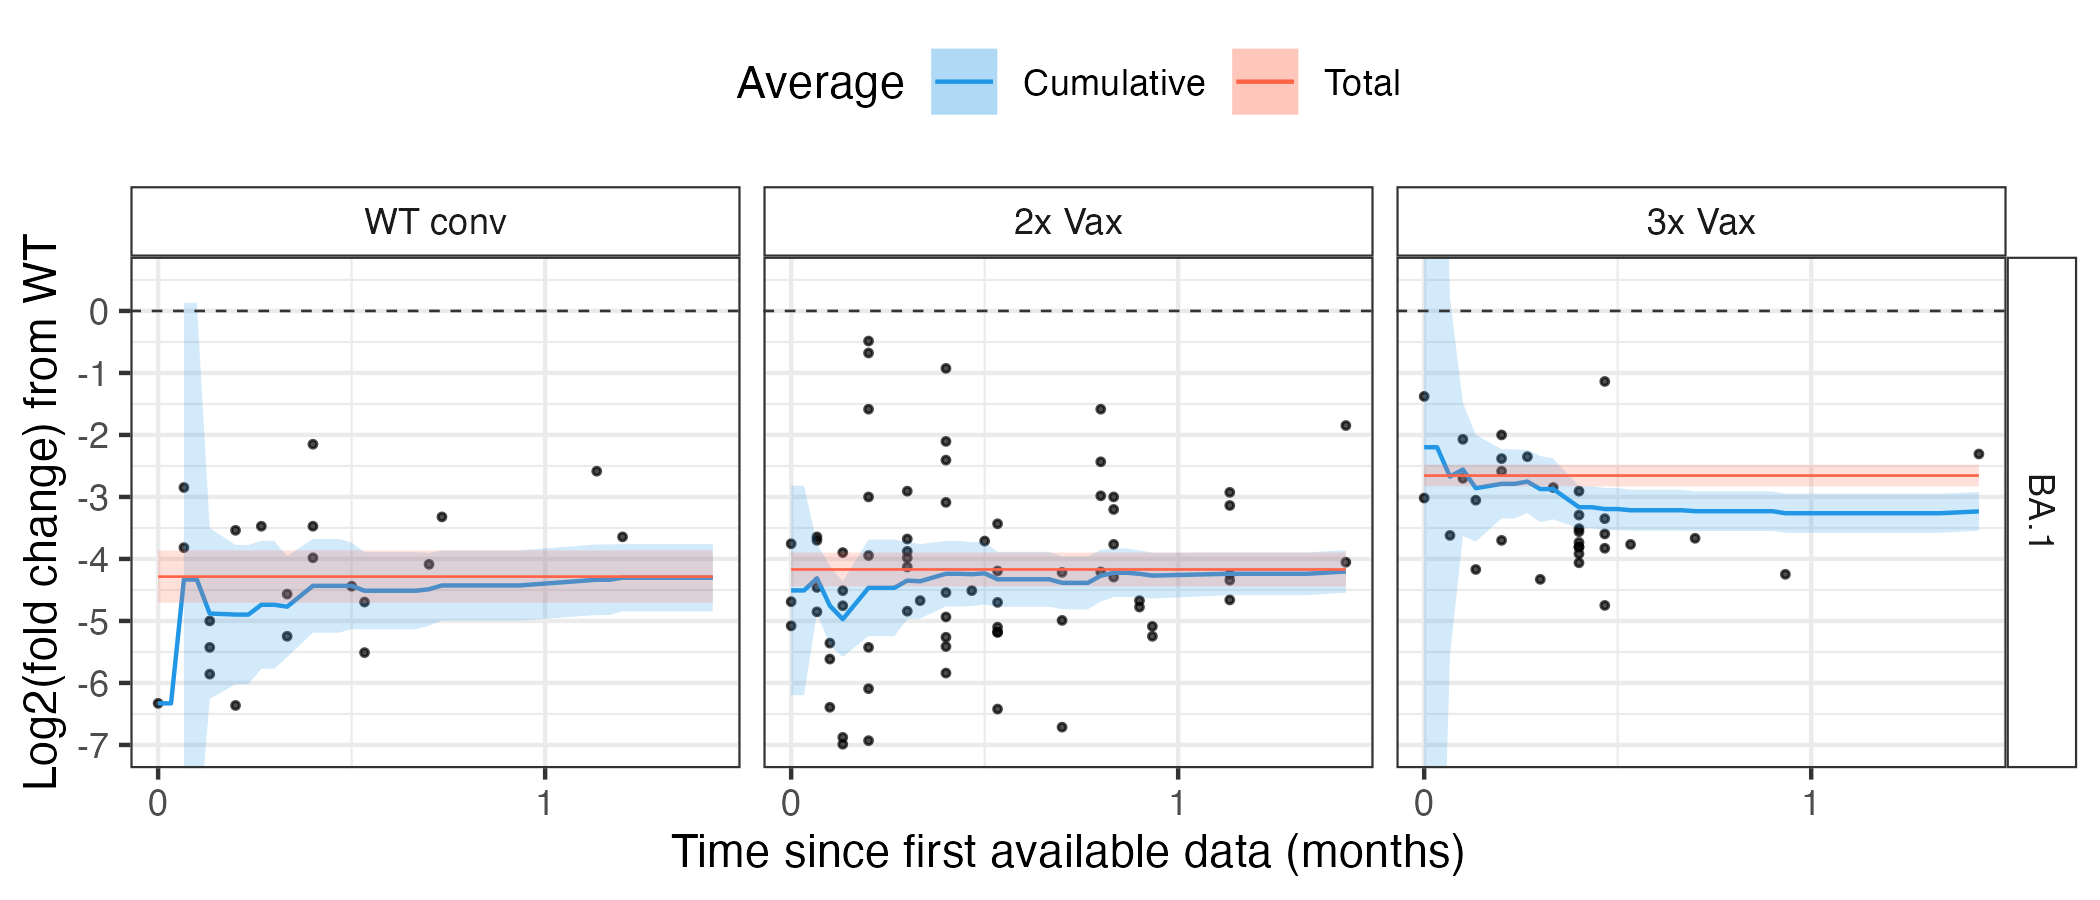 Average Cumulative Total
WT conv 2x Vax 3x Vax
BA.1
Log2(fold change) from WT
0
-1
-2
-3
-4
-5
-6
-7
0 1 0 1 0 1
Time since first available data (months)